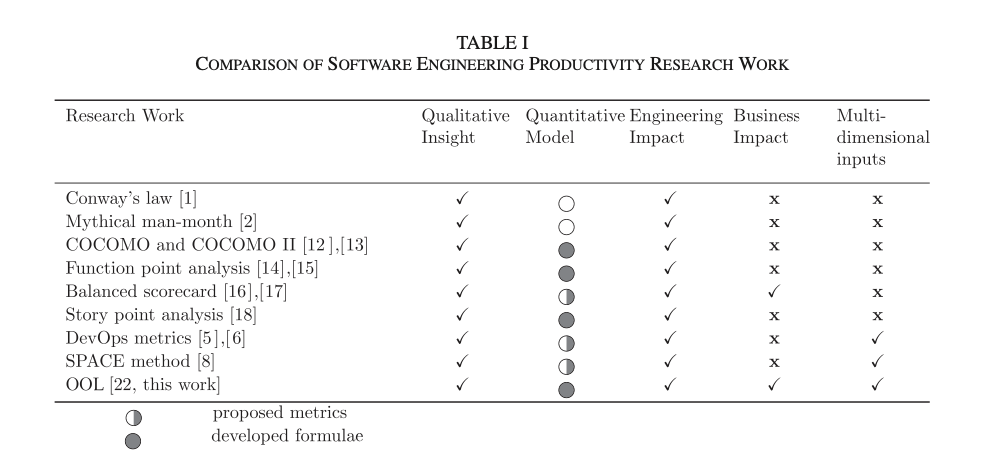 TABLE I
COMPARISON OF SOFTWARE ENGINEERING PRODUCTIVITY RESEARCH WORK
Research Work Qualitative Insight Quantitative Model Engineering Impact Business Impact Multi-dimensional inputs
Conway's law [1] ✓ ○ ✓ x x
Mythical man-month [2] ✓ ○ ✓ x x
COCOMO and COCOMO II [12],[13] ✓ ● ✓ x x
Function point analysis [14],[15] ✓ ● ✓ x x
Balanced scorecard [16],[17] ✓ ◑ ✓ ✓ x
Story point analysis [18] ✓ ● ✓ x x
DevOps metrics [5],[6] ✓ ◑ ✓ x ✓
SPACE method [8] ✓ ◑ ✓ x ✓
OOL [22, this work] ✓ ● ✓ ✓ ✓
◑ proposed metrics
● developed formulae